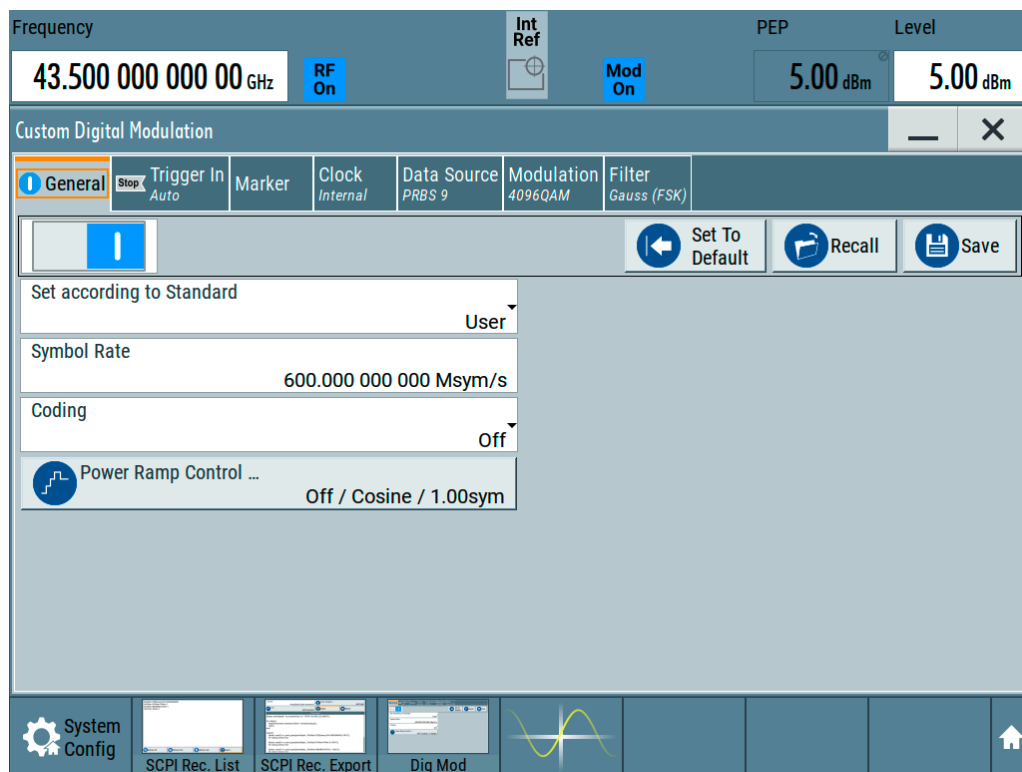 Frequency
Int
Ref
PEP
Level
43.500 000 000 00 GHz
RF
On
Mod
On
5.00 dBm
5.00 dBm
Custom Digital Modulation
General
Stop
Trigger In
Auto
Marker
Clock
Internal
Data Source
PRBS 9
Modulation
4096QAM
Filter
Gauss (FSK)
Set To
Default
Recall
Save
Set according to Standard
User
Symbol Rate
600.000 000 000 Msym/s
Coding
Off
Power Ramp Control ...
Off / Cosine / 1.00sym
System
Config
SCPI Rec. List
SCPI Rec. Export
Dig Mod